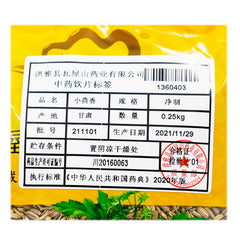 洪雅县瓦屋山药业有限公司
中药饮片标签
1360403
品名 小茴香 规格 净制
产地 甘肃 重量 0.25kg
批号 211101 生产日期 2021/11/29
贮存条件 置阴凉干燥处 合格证
药品生产许可证编号 川20160063 检验 01
执行标准 《中华人民共和国药典》2020年版